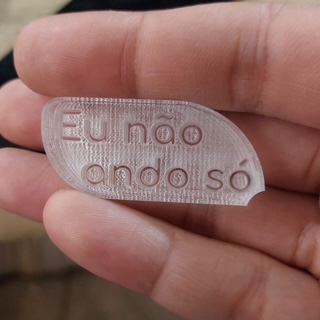 Eu não
ando só